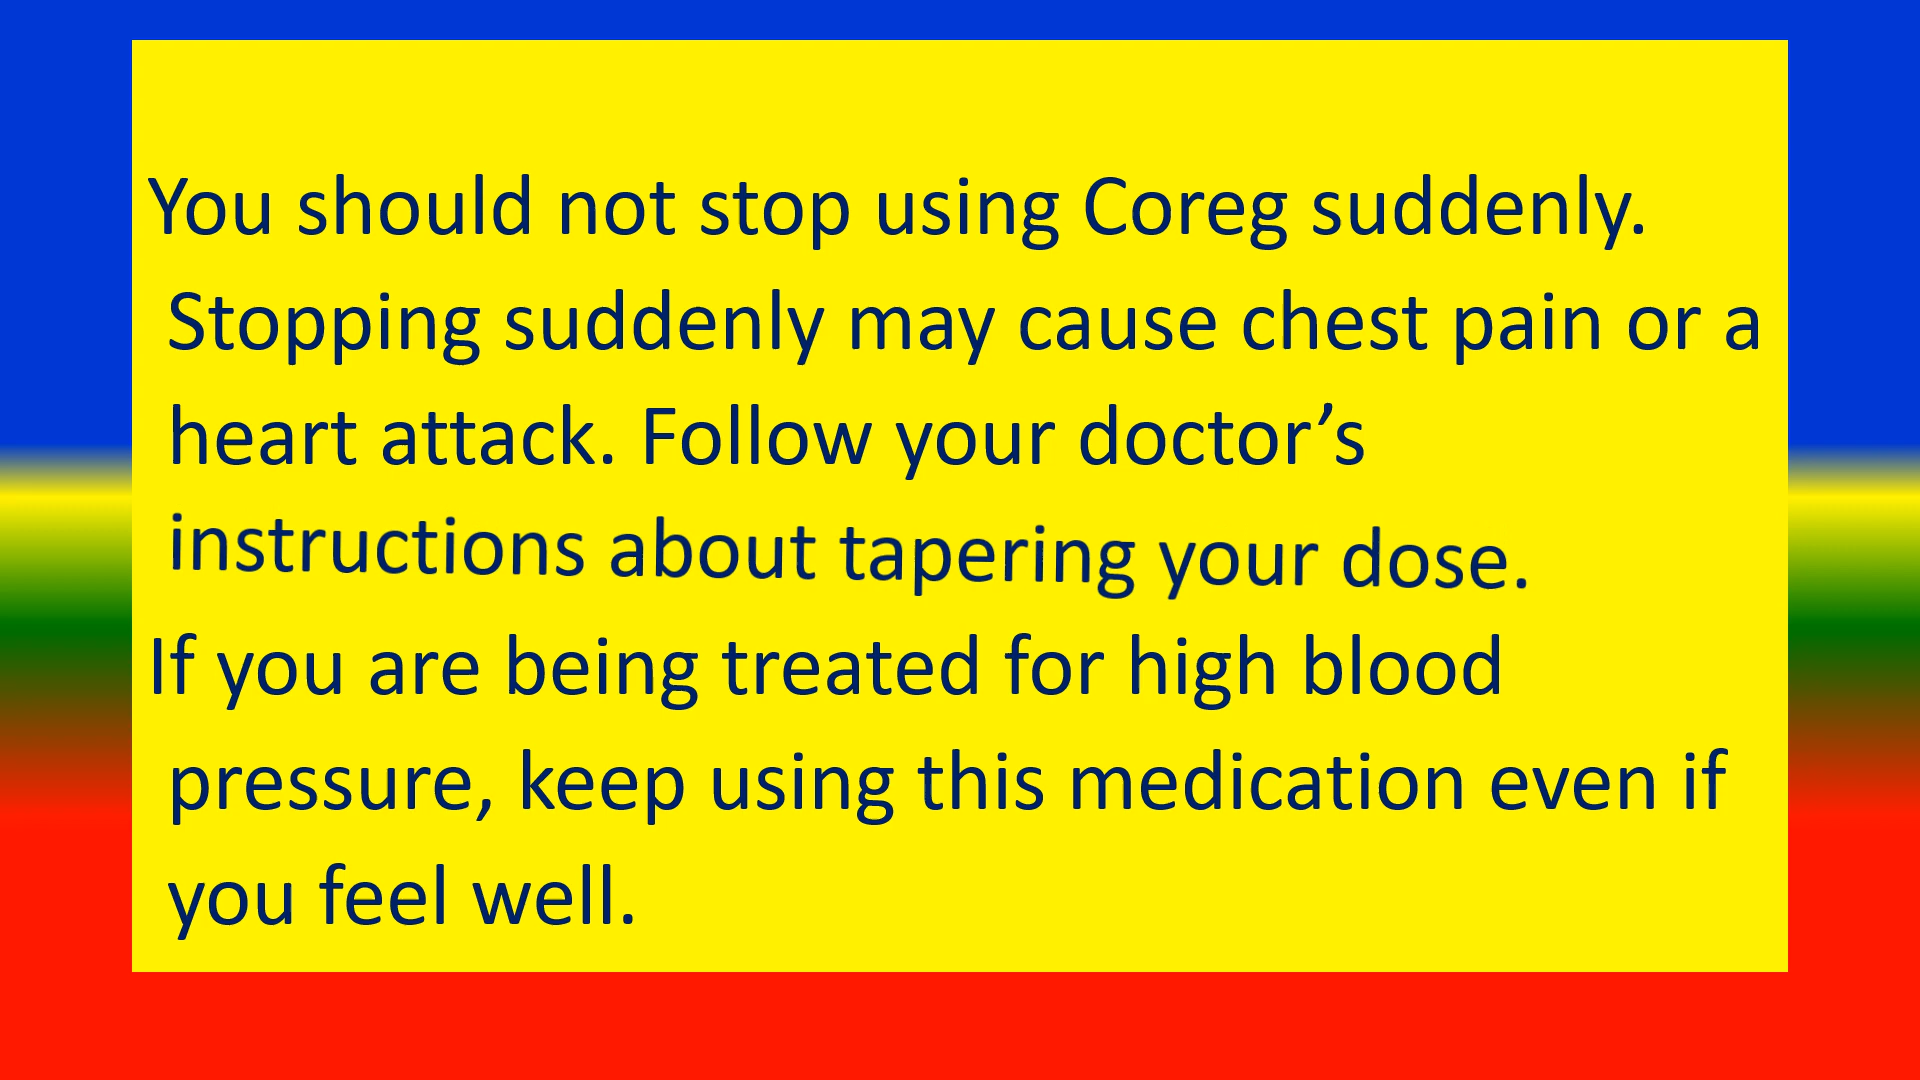 You should not stop using Coreg suddenly.
Stopping suddenly may cause chest pain or a
heart attack. Follow your doctor’s
instructions about tapering your dose.
If you are being treated for high blood
pressure, keep using this medication even if
you feel well.